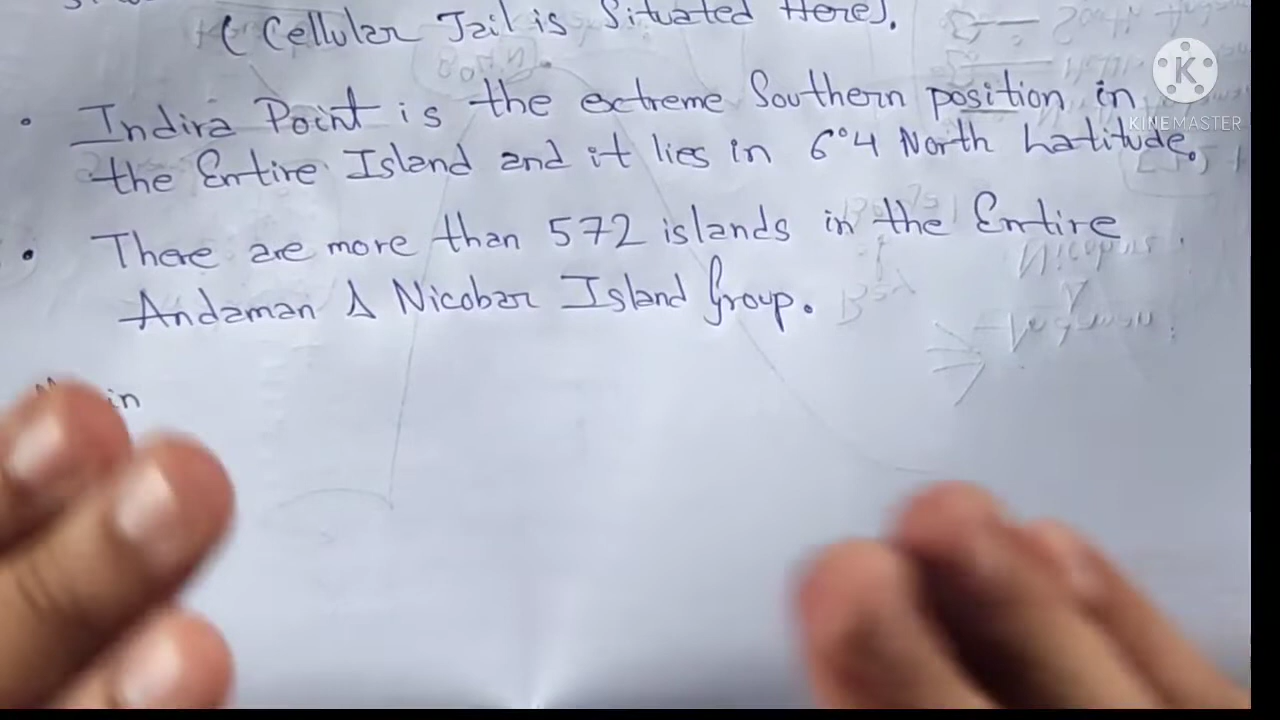 ( Cellular Jail is Situated Here).
• Indira Point is the extreme Southern position in
the Entire Island and it lies in 6°4 North Latitude.
• There are more than 572 islands in the Entire
Andaman & Nicobar Island Group.
in
K
KINEMASTER